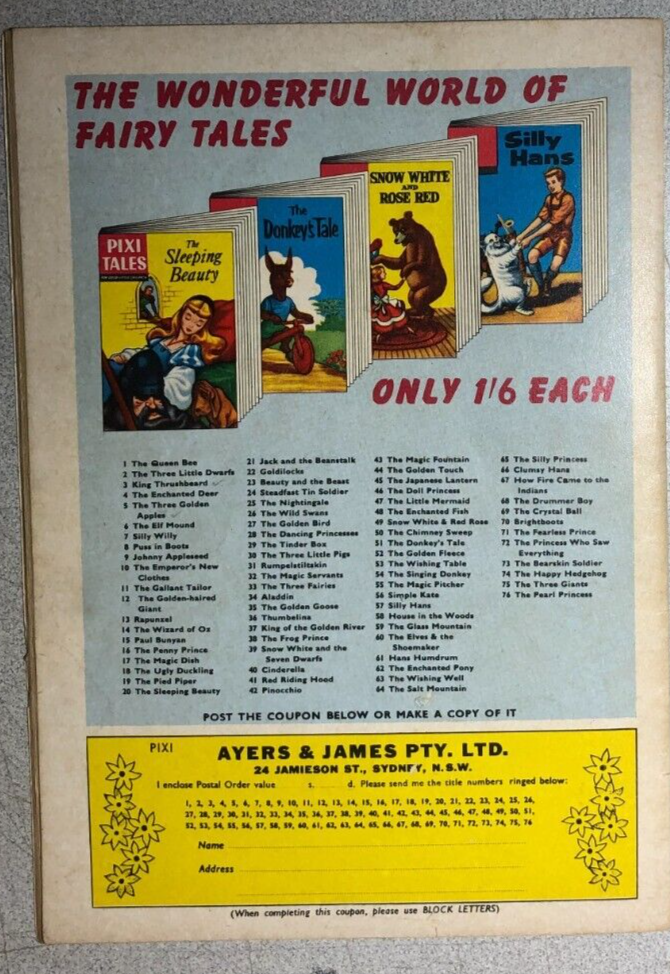 THE WONDERFUL WORLD OF
FAIRY TALES
Silly
Hans
SNOW WHITE
AND
ROSE RED
The
Donkey's Tale
PIXI
TALES
The
Sleeping
Beauty
ONLY 1/6 EACH
1 The Queen Bee
2 The Three Little Dwarfs
3 King Thrushbeard
4 The Enchanted Deer
5 The Three Golden
Apples
6 The Elf Mound
7 Silly Willy
8 Puss in Boots
9 Johnny Appleseed
10 The Emperor's New
Clothes
11 The Gallant Tailor
12 The Golden-haired
Giant
13 Rapunzel
14 The Wizard of Oz
15 Paul Bunyan
16 The Penny Prince
17 The Magic Dish
18 The Ugly Duckling
19 The Pied Piper
20 The Sleeping Beauty
21 Jack and the Beanstalk
22 Goldilocks
23 Beauty and the Beast
24 Steadfast Tin Soldier
25 The Nightingale
26 The Wild Swans
27 The Golden Bird
28 The Dancing Princesses
29 The Tinder Box
30 The Three Little Pigs
31 Rumpelstiltskin
32 The Magic Servants
33 The Three Fairies
34 Aladdin
35 The Golden Goose
36 Thumbelina
37 King of the Golden River
38 The Frog Prince
39 Snow White and the
Seven Dwarfs
40 Cinderella
41 Red Riding Hood
42 Pinocchio
43 The Magic Fountain
44 The Golden Touch
45 The Japanese Lantern
46 The Doll Princess
47 The Little Mermaid
48 The Enchanted Fish
49 Snow White & Red Rose
50 The Chimney Sweep
51 The Donkey's Tale
52 The Golden Fleece
53 The Wishing Table
54 The Singing Donkey
55 The Magic Pitcher
56 Simple Kate
57 Silly Hans
58 House in the Woods
59 The Glass Mountain
60 The Elves & the
Shoemaker
61 Hans Humdrum
62 The Enchanted Pony
63 The Wishing Well
64 The Salt Mountain
65 The Silly Princess
66 Clumsy Hans
67 How Fire Came to the
Indians
68 The Drummer Boy
69 The Crystal Ball
70 Brightboots
71 The Fearless Prince
72 The Princess Who Saw
Everything
73 The Bearskin Soldier
74 The Happy Hedgehog
75 The Three Giants
76 The Pearl Princess
POST THE COUPON BELOW OR MAKE A COPY OF IT
PIXI
AYERS & JAMES PTY. LTD.
24 JAMIESON ST., SYDNEY, N.S.W.
I enclose Postal Order value s. d. Please send me the title numbers ringed below:
1, 2, 3, 4, 5, 6, 7, 8, 9, 10, 11, 12, 13, 14, 15, 16, 17, 18, 19, 20, 21, 22, 23, 24, 25, 26,
27, 28, 29, 30, 31, 32, 33, 34, 35, 36, 37, 38, 39, 40, 41, 42, 43, 44, 45, 46, 47, 48, 49, 50, 51,
52, 53, 54, 55, 56, 57, 58, 59, 60, 61, 62, 63, 64, 65, 66, 67, 68, 69, 70, 71, 72, 73, 74, 75, 76
Name
Address
(When completing this coupon, please use BLOCK LETTERS)